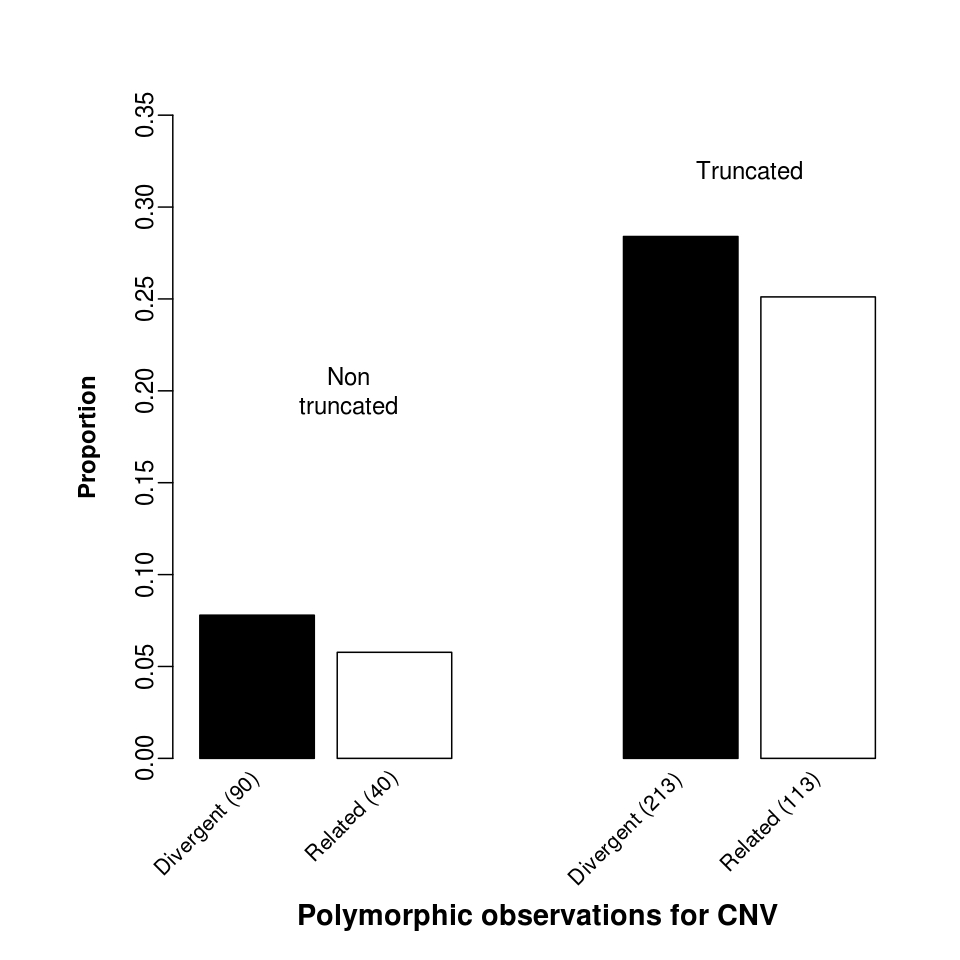 0.35
0.30
0.25
0.20
0.15
0.10
0.05
0.00
Proportion
Truncated
Non
truncated
Divergent (90)
Related (40)
Divergent (213)
Related (113)
Polymorphic observations for CNV